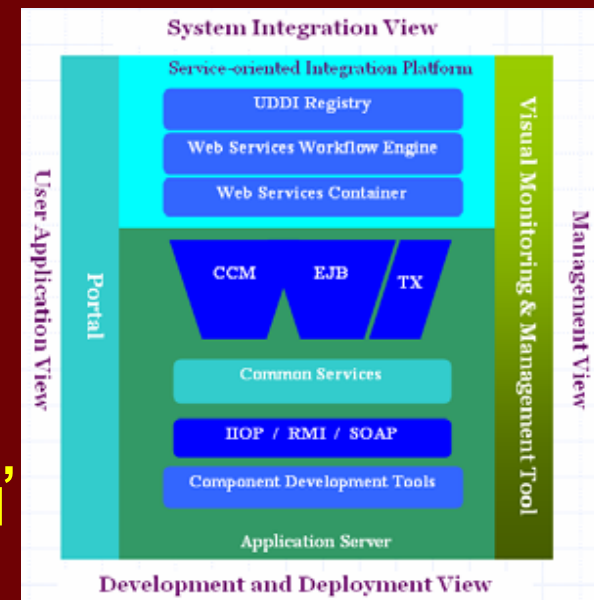 System Integration View
Service-oriented Integration Platform
UDDI Registry
Web Services Workflow Engine
Web Services Container
User Application View
Portal
CCM
EJB
TX
Common Services
IIOP / RMI / SOAP
Component Development Tools
Application Server
Visual Monitoring & Management Tool
Management View
Development and Deployment View